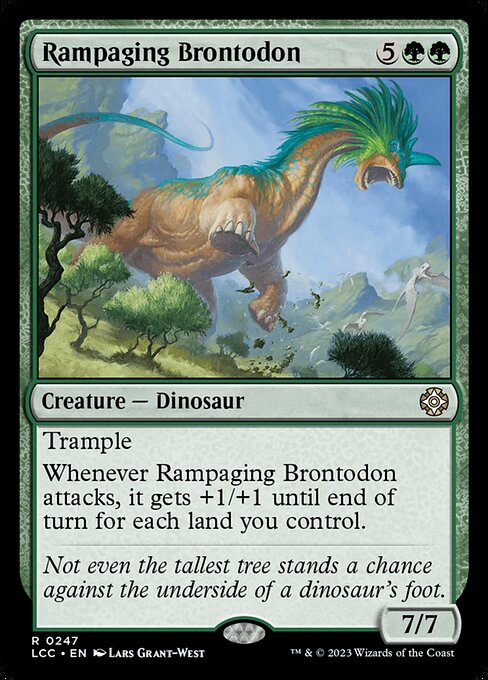 Rampaging Brontodon 5
Creature — Dinosaur
Trample
Whenever Rampaging Brontodon
attacks, it gets +1/+1 until end of
turn for each land you control.
Not even the tallest tree stands a chance
against the underside of a dinosaur's foot.
7/7
R 0247
LCC • EN Lars Grant-West
™ & © 2023 Wizards of the Coast